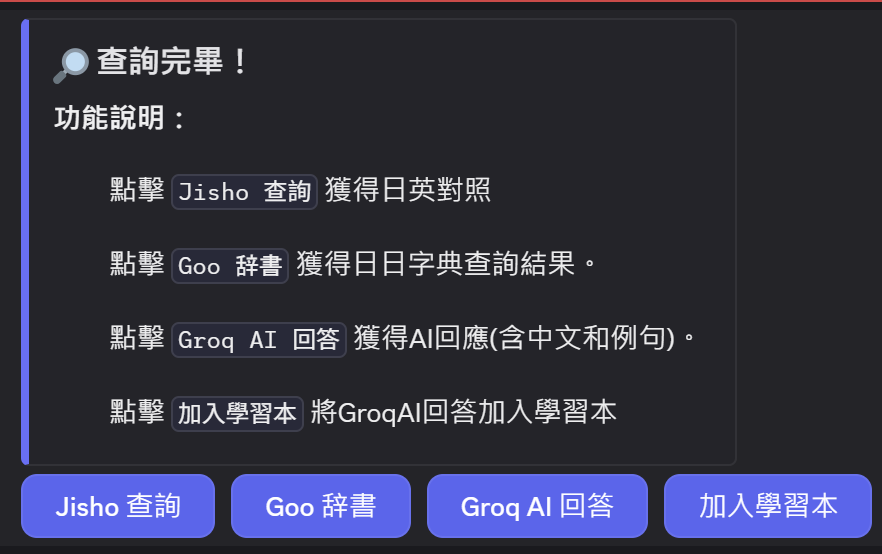 查詢完畢！
功能說明：
點擊 Jisho 查詢 獲得日英對照
點擊 Goo 辞書 獲得日日字典查詢結果。
點擊 Groq AI 回答 獲得AI回應(含中文和例句)。
點擊 加入學習本 將GroqAI回答加入學習本
Jisho 查詢 Goo 辞書 Groq AI 回答 加入學習本